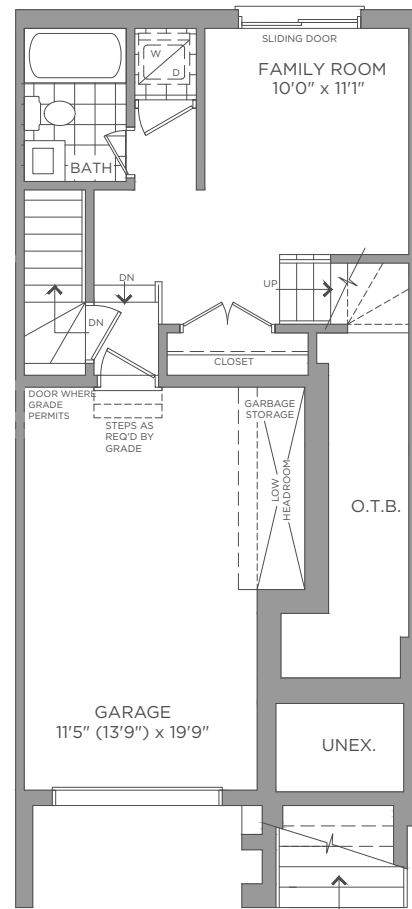 SLIDING DOOR
W
D
FAMILY ROOM
10'0" x 11'1"
BATH
DN
UP
DN
CLOSET
DOOR WHERE
GRADE
PERMITS
STEPS AS
REQ'D BY
GRADE
GARBAGE
STORAGE
LOW
HEADROOM
O.T.B.
GARAGE
11'5" (13'9") x 19'9"
UNEX.